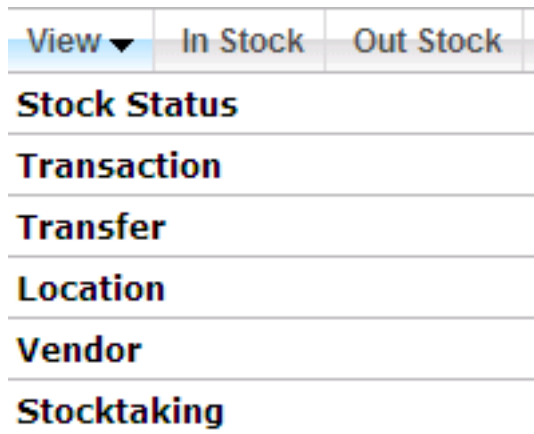 View In Stock Out Stock
Stock Status
Transaction
Transfer
Location
Vendor
Stocktaking